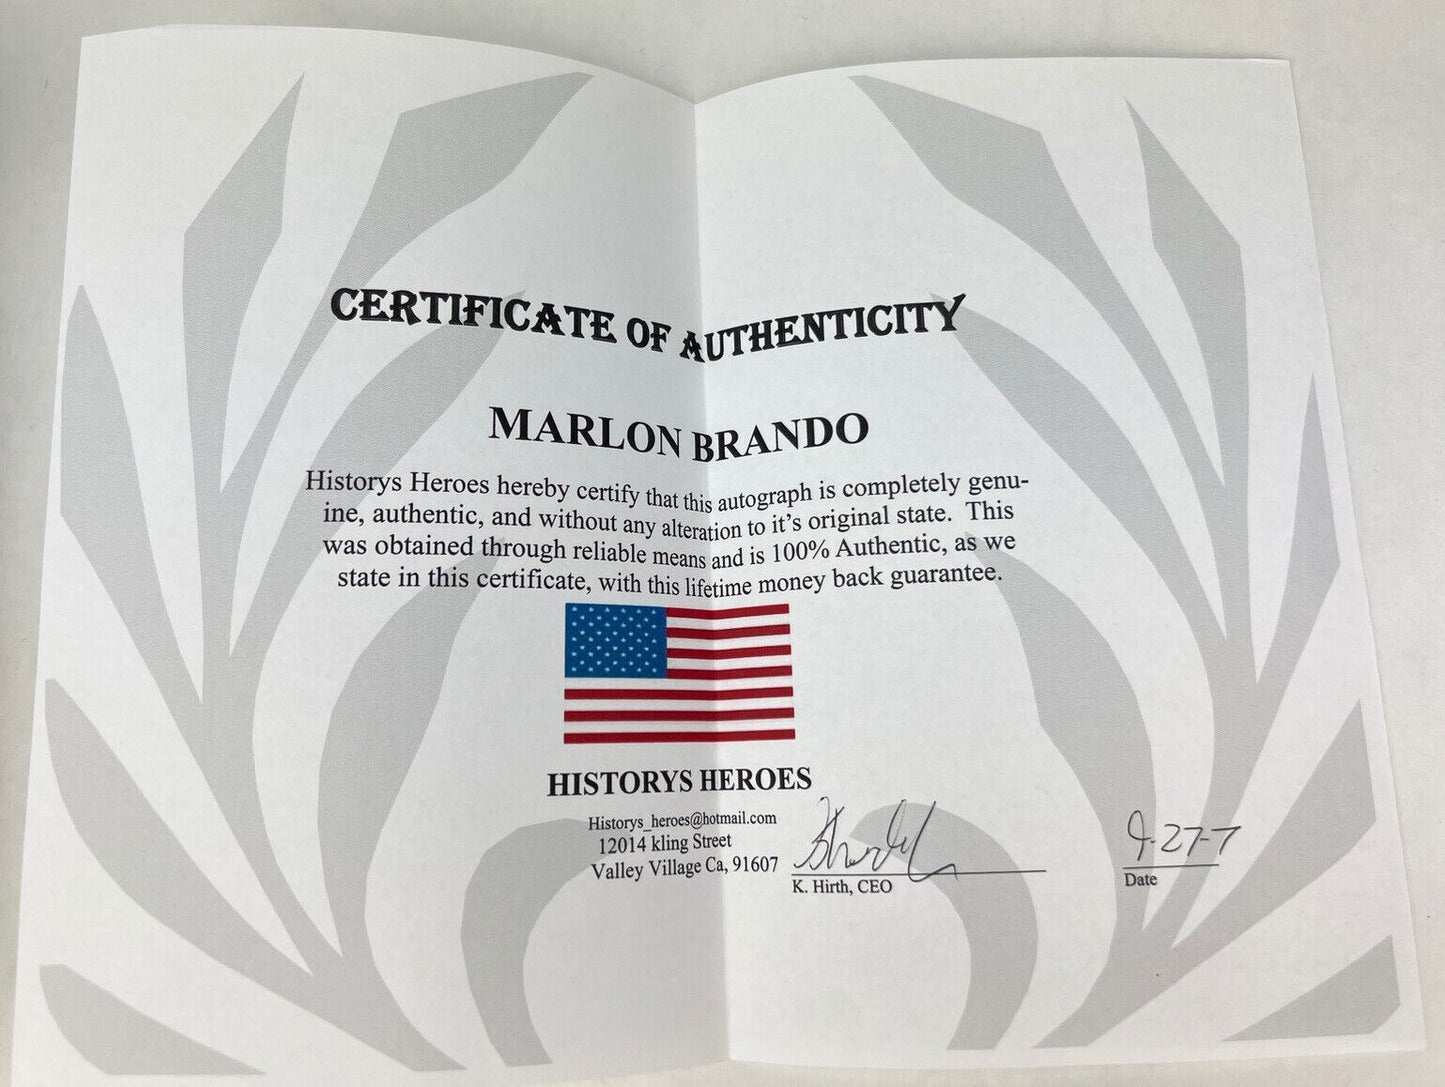 CERTIFICATE OF AUTHENTICITY
MARLON BRANDO
Historys Heroes hereby certify that this autograph is completely genu-
ine, authentic, and without any alteration to it's original state. This
was obtained through reliable means and is 100% Authentic, as we
state in this certificate, with this lifetime money back guarantee.
HISTORYS HEROES
Historys_heroes@hotmail.com
12014 kling Street
Valley Village Ca, 91607
K. Hirth, CEO
9-27-7
Date